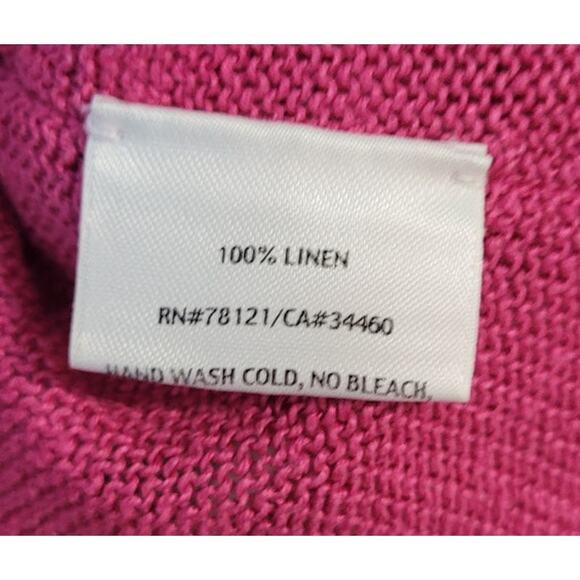 100% LINEN
RN#78121/CA#34460
HAND WASH COLD, NO BLEACH,